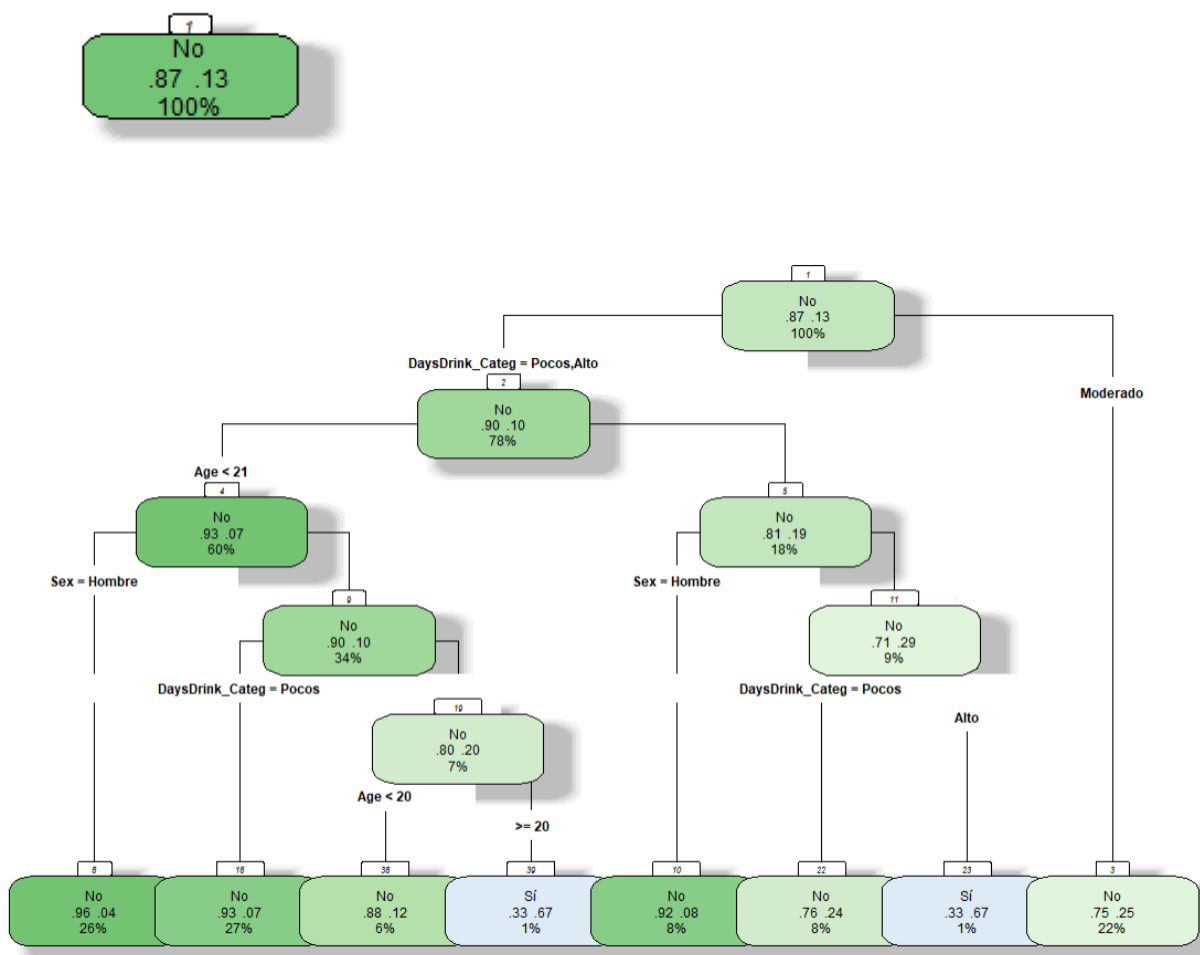 1
No
.87 .13
100%
1
No
.87 .13
100%
DaysDrink_Categ = Pocos,Alto
Moderado
2
No
.90 .10
78%
Age < 21
4
No
.93 .07
60%
5
No
.81 .19
18%
Sex = Hombre
Sex = Hombre
9
No
.90 .10
34%
11
No
.71 .29
9%
DaysDrink_Categ = Pocos
DaysDrink_Categ = Pocos
Alto
19
No
.80 .20
7%
Age < 20
>= 20
8
No
.96 .04
26%
18
No
.93 .07
27%
38
No
.88 .12
6%
39
Sí
.33 .67
1%
10
No
.92 .08
8%
22
No
.76 .24
8%
23
Sí
.33 .67
1%
3
No
.75 .25
22%